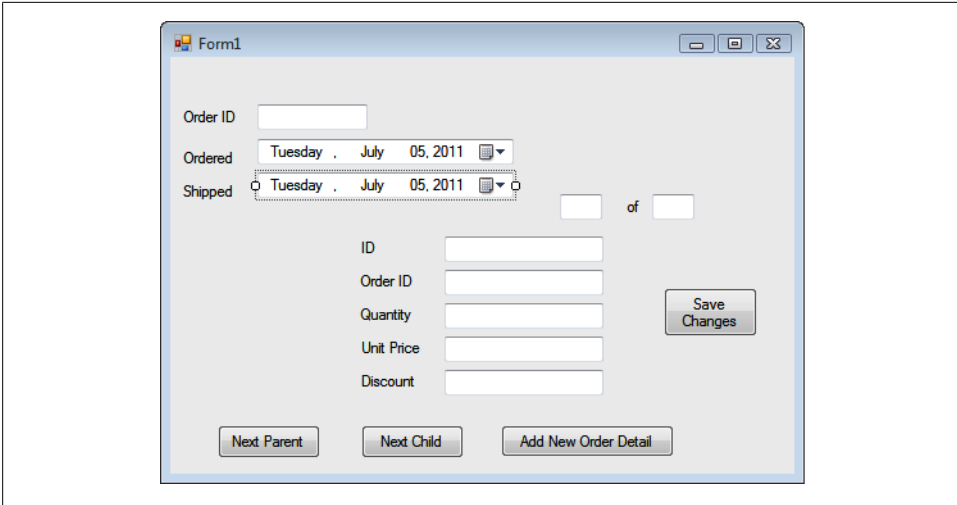 Form1
Order ID
Ordered Tuesday , July 05, 2011
Shipped Tuesday , July 05, 2011
of
ID
Order ID
Quantity
Unit Price
Discount
Save
Changes
Next Parent Next Child Add New Order Detail